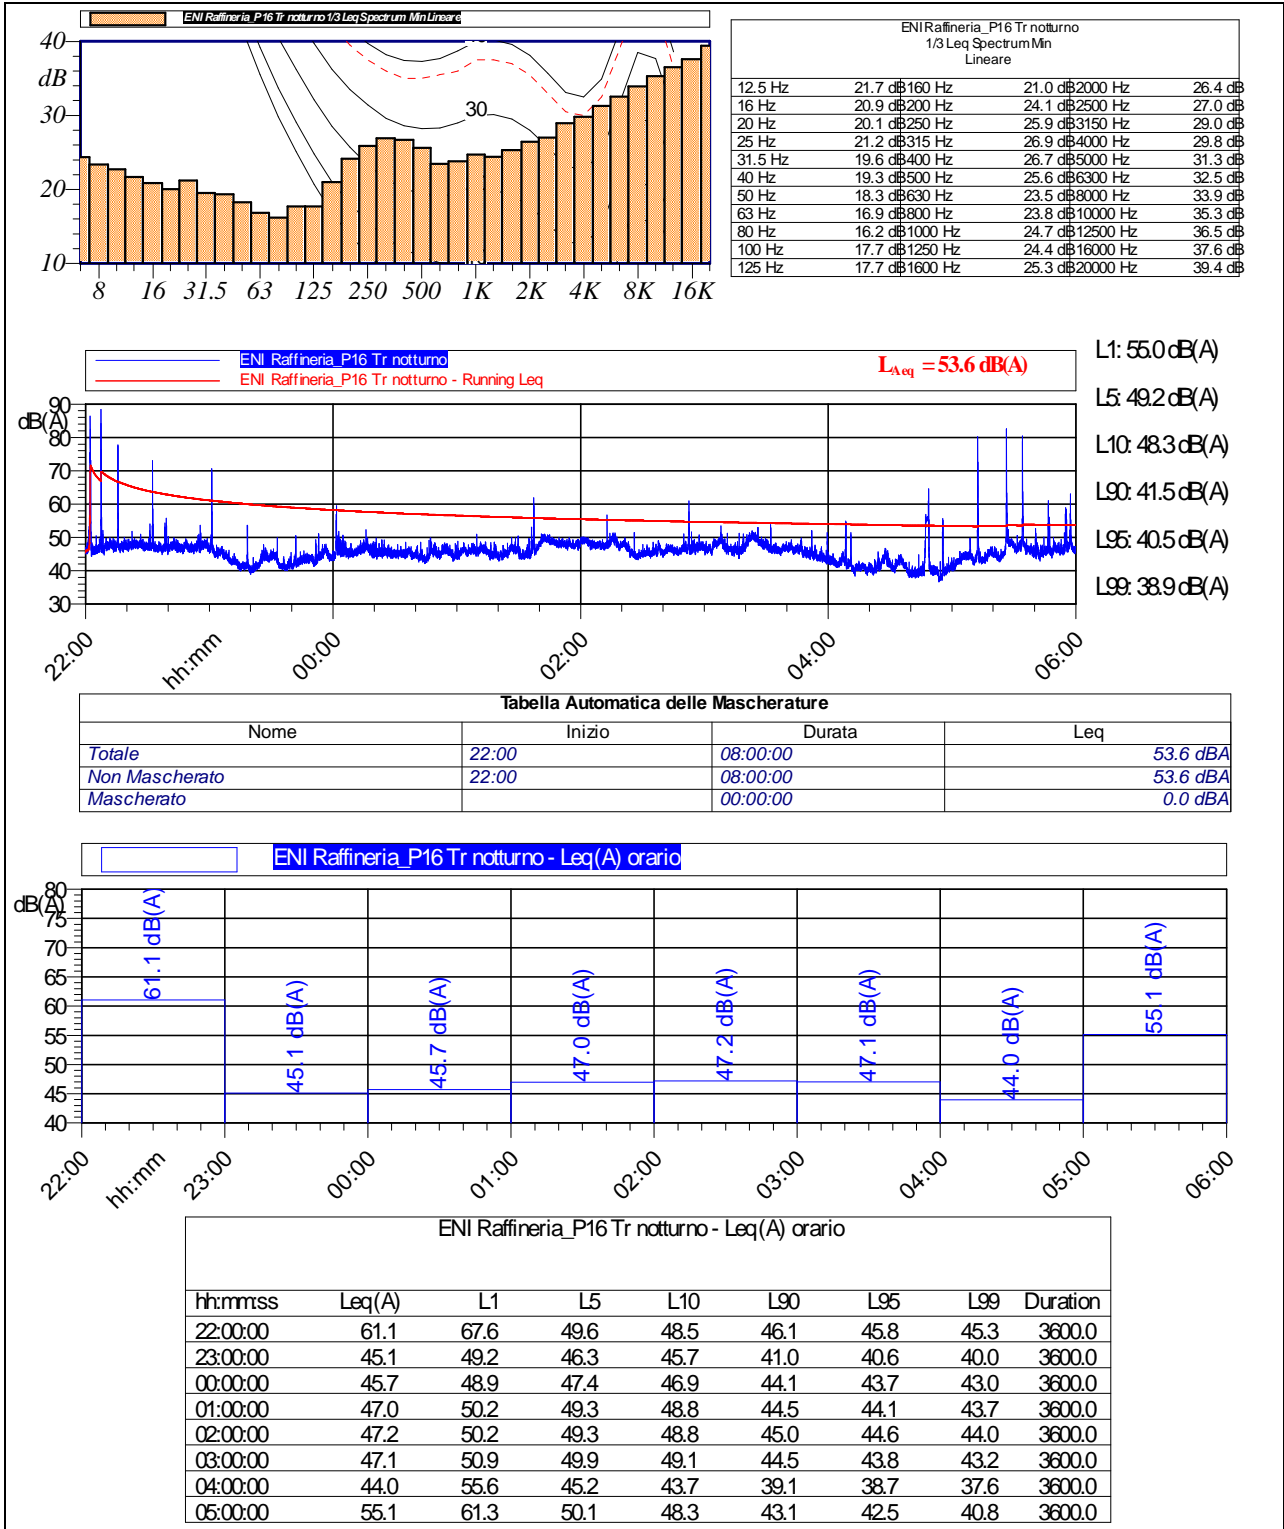 ENI Raffineria_P16 Tr notturno 1/3 Leq Spectrum Min Lineare
40
dB
30
20
10
30
8 16 31.5 63 125 250 500 1K 2K 4K 8K 16K
ENI Raffineria_P16 Tr notturno
1/3 Leq Spectrum Min
Lineare
12.5 Hz 21.7 dB 160 Hz 21.0 dB 2000 Hz 26.4 dB
16 Hz 20.9 dB 200 Hz 24.1 dB 2500 Hz 27.0 dB
20 Hz 20.1 dB 250 Hz 25.9 dB 3150 Hz 29.0 dB
25 Hz 21.2 dB 315 Hz 26.9 dB 4000 Hz 29.8 dB
31.5 Hz 19.6 dB 400 Hz 26.7 dB 5000 Hz 31.3 dB
40 Hz 19.3 dB 500 Hz 25.6 dB 6300 Hz 32.5 dB
50 Hz 18.3 dB 630 Hz 23.5 dB 8000 Hz 33.9 dB
63 Hz 16.9 dB 800 Hz 23.8 dB 10000 Hz 35.3 dB
80 Hz 16.2 dB 1000 Hz 24.7 dB 12500 Hz 36.5 dB
100 Hz 17.7 dB 1250 Hz 24.4 dB 16000 Hz 37.6 dB
125 Hz 17.7 dB 1600 Hz 25.3 dB 20000 Hz 39.4 dB
ENI Raffineria_P16 Tr notturno
ENI Raffineria_P16 Tr notturno - Running Leq
LAeq = 53.6 dB(A)
dB(A)
90
80
70
60
50
40
30
22:00 hh:mm 00:00 02:00 04:00 06:00
L1: 55.0 dB(A)
L5: 49.2 dB(A)
L10: 48.3 dB(A)
L90: 41.5 dB(A)
L95: 40.5 dB(A)
L99: 38.9 dB(A)
Tabella Automatica delle Mascherature
Nome Inizio Durata Leq
Totale 22:00 08:00:00 53.6 dBA
Non Mascherato 22:00 08:00:00 53.6 dBA
Mascherato 00:00:00 0.0 dBA
ENI Raffineria_P16 Tr notturno - Leq(A) orario
dB(A)
80
75
70
65
60
55
50
45
40
61.1 dB(A)
45.1 dB(A)
45.7 dB(A)
47.0 dB(A)
47.2 dB(A)
47.1 dB(A)
44.0 dB(A)
55.1 dB(A)
22:00 hh:mm 23:00 00:00 01:00 02:00 03:00 04:00 05:00 06:00
ENI Raffineria_P16 Tr notturno - Leq(A) orario
hh:mm:ss Leq(A) L1 L5 L10 L90 L95 L99 Duration
22:00:00 61.1 67.6 49.6 48.5 46.1 45.8 45.3 3600.0
23:00:00 45.1 49.2 46.3 45.7 41.0 40.6 40.0 3600.0
00:00:00 45.7 48.9 47.4 46.9 44.1 43.7 43.0 3600.0
01:00:00 47.0 50.2 49.3 48.8 44.5 44.1 43.7 3600.0
02:00:00 47.2 50.2 49.3 48.8 45.0 44.6 44.0 3600.0
03:00:00 47.1 50.9 49.9 49.1 44.5 43.8 43.2 3600.0
04:00:00 44.0 55.6 45.2 43.7 39.1 38.7 37.6 3600.0
05:00:00 55.1 61.3 50.1 48.3 43.1 42.5 40.8 3600.0